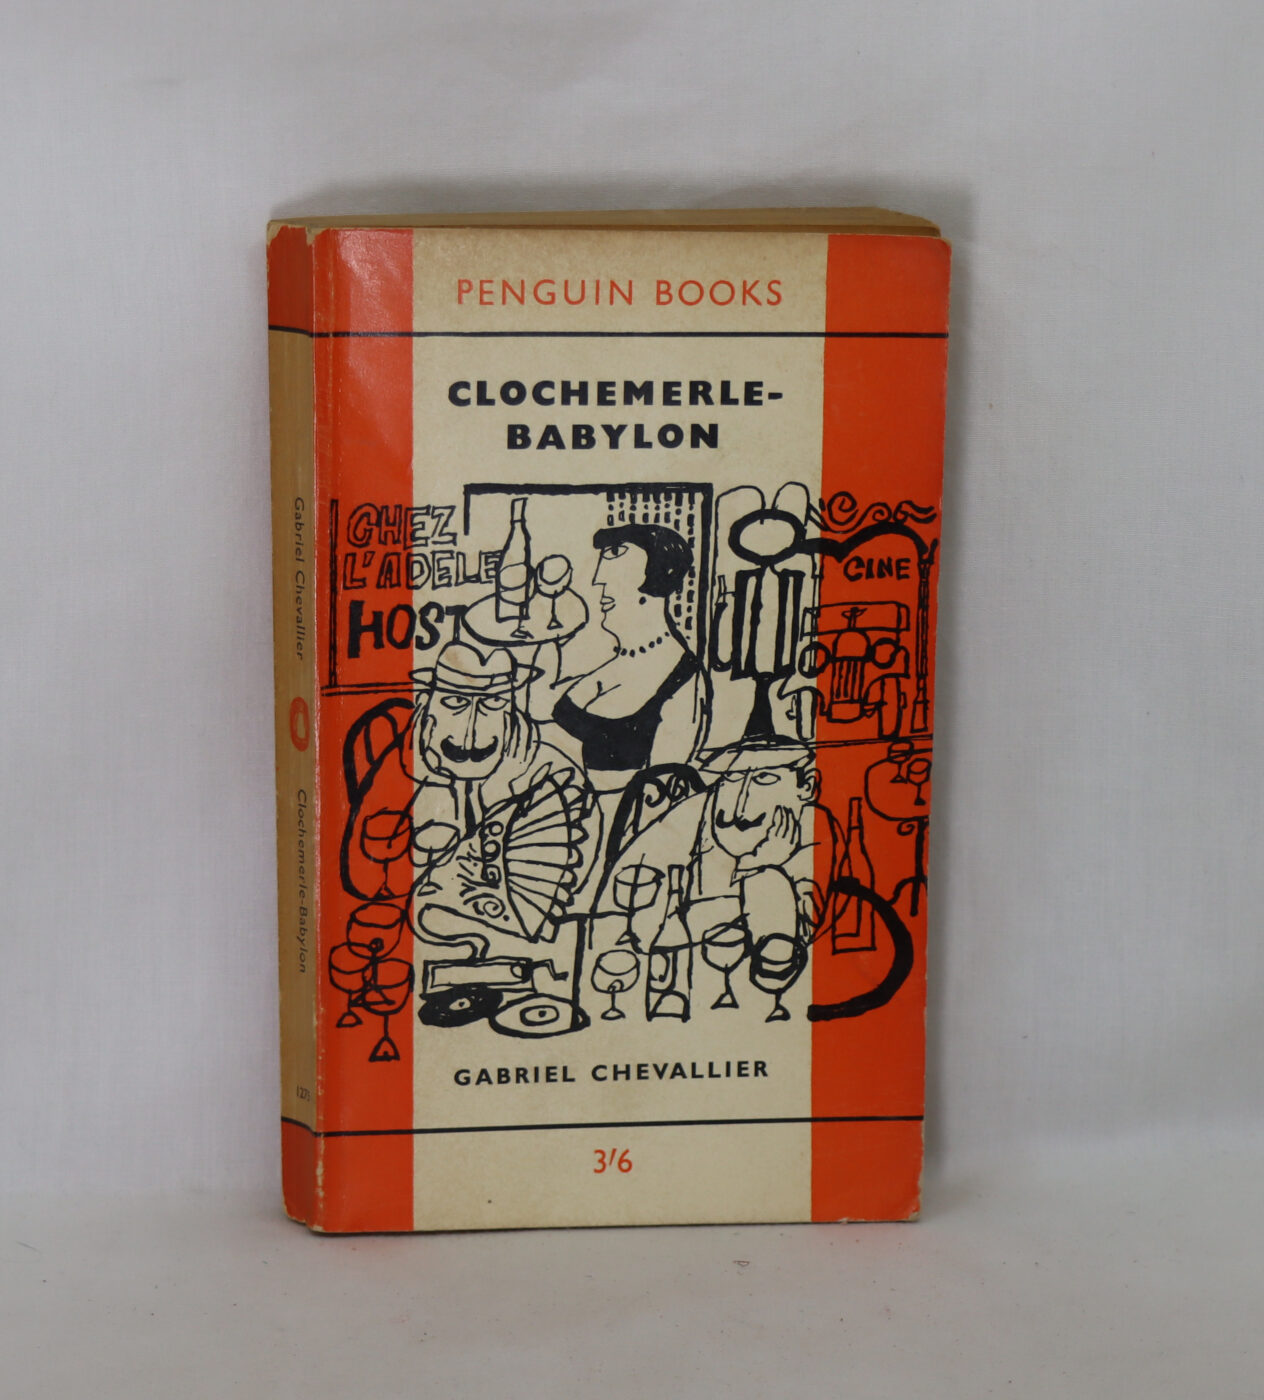 PENGUIN BOOKS
CLOCHEMERLE-
BABYLON
CHEZ
L'ADELE
HOST
CINE
GABRIEL CHEVALLIER
3'6
Gabriel Chevallier
Clochemerle-Babylon